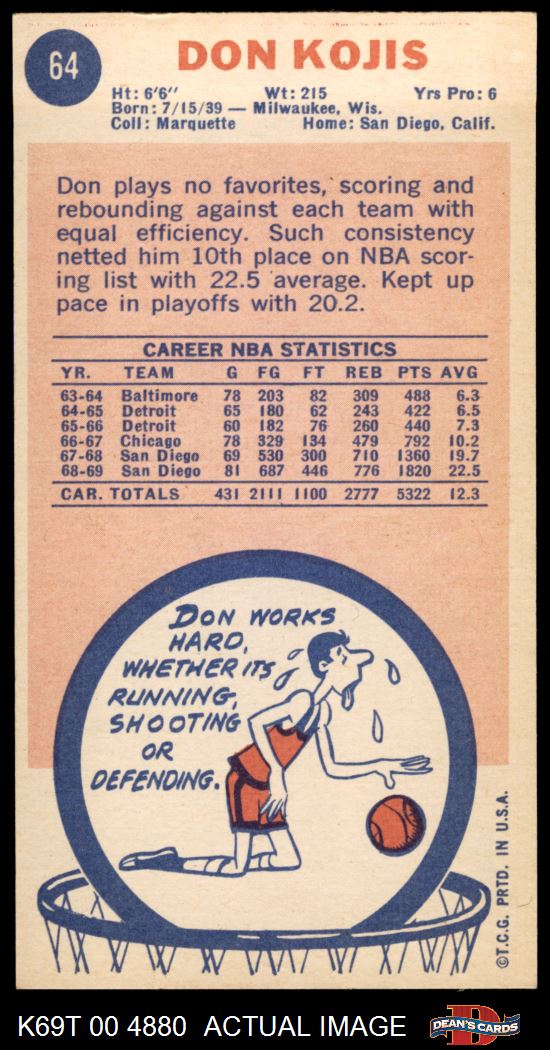 64
DON KOJIS
Ht: 6'6" Wt: 215 Yrs Pro: 6
Born: 7/15/39 — Milwaukee, Wis.
Coll: Marquette Home: San Diego, Calif.
Don plays no favorites, scoring and
rebounding against each team with
equal efficiency. Such consistency
netted him 10th place on NBA scor-
ing list with 22.5 average. Kept up
pace in playoffs with 20.2.
CAREER NBA STATISTICS
YR. TEAM G FG FT REB PTS AVG
63-64 Baltimore 78 203 82 309 488 6.3
64-65 Detroit 65 180 62 243 422 6.5
65-66 Detroit 60 182 76 260 440 7.3
66-67 Chicago 78 329 134 479 792 10.2
67-68 San Diego 69 530 300 710 1360 19.7
68-69 San Diego 81 687 446 776 1820 22.5
CAR. TOTALS 431 2111 1100 2777 5322 12.3
DON WORKS
HARD,
WHETHER ITS
RUNNING,
SHOOTING
OR
DEFENDING.
©T.C.G. PRTD. IN U.S.A.
K69T 00 4880 ACTUAL IMAGE
D
DEAN'S CARDS